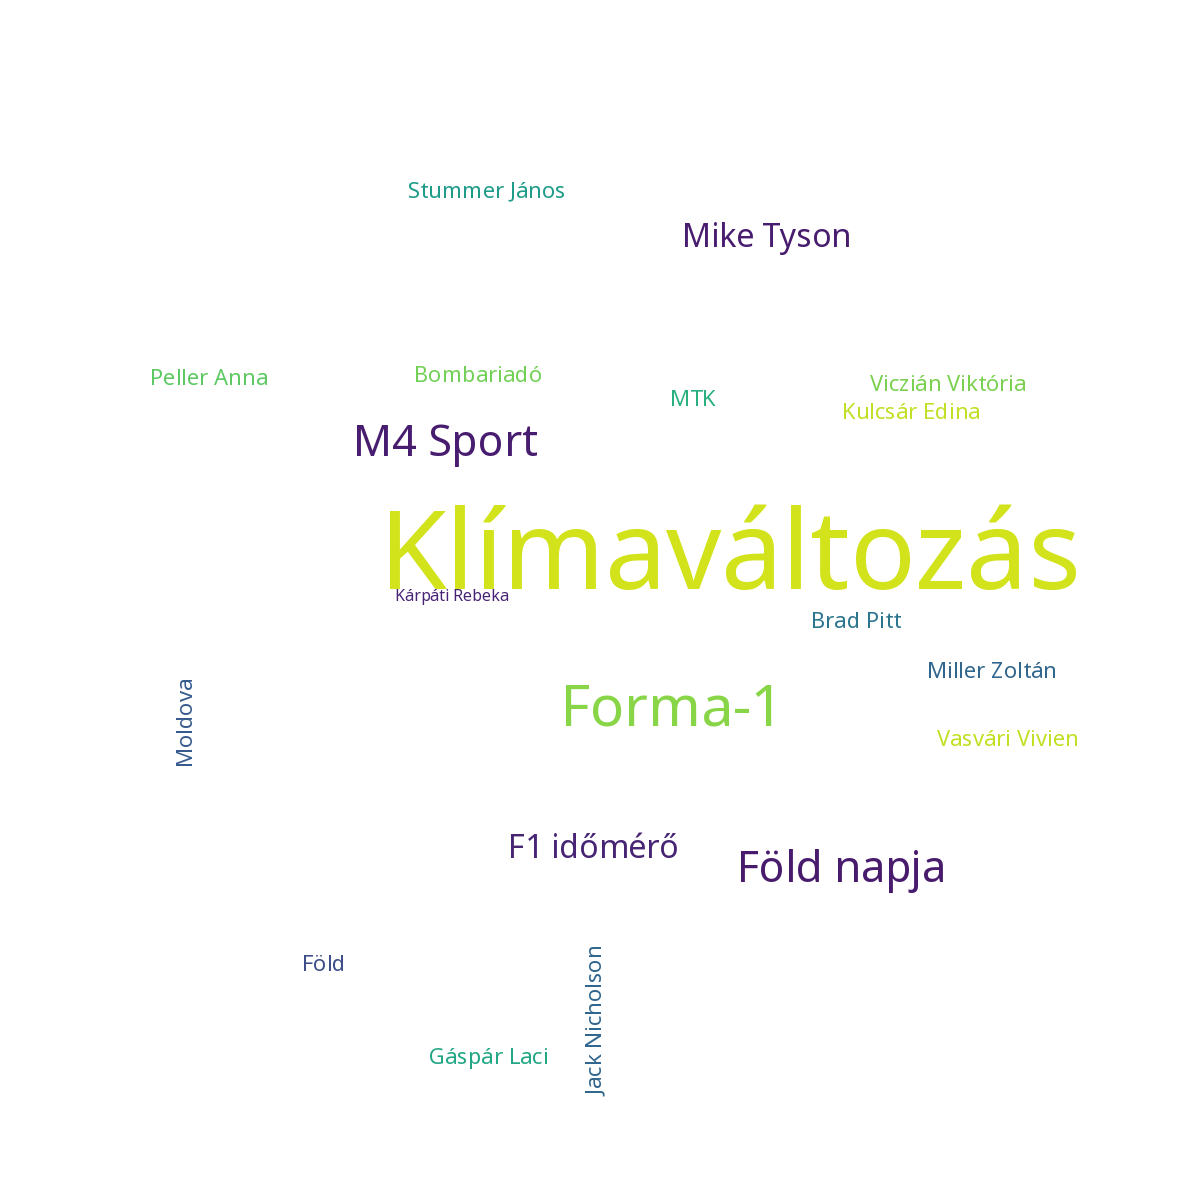 Stummer János
Mike Tyson
Peller Anna
Bombariadó
Viczián Viktória
MTK
Kulcsár Edina
M4 Sport
Klímaváltozás
Kárpáti Rebeka
Brad Pitt
Miller Zoltán
Moldova
Forma-1
Vasvári Vivien
F1 időmérő
Föld napja
Föld
Jack Nicholson
Gáspár Laci